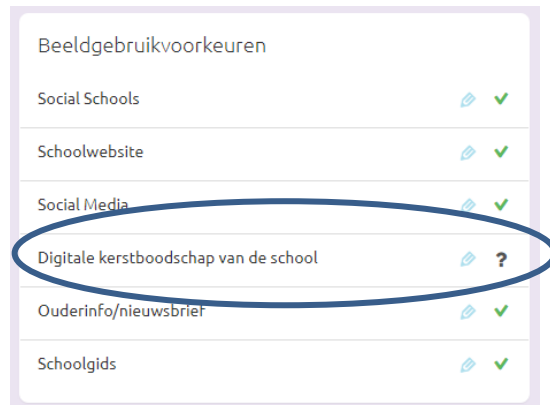 Beeldgebruikvoorkeuren
Social Schools
Schoolwebsite
Social Media
Digitale kerstboodschap van de school ?
Ouderinfo/nieuwsbrief
Schoolgids